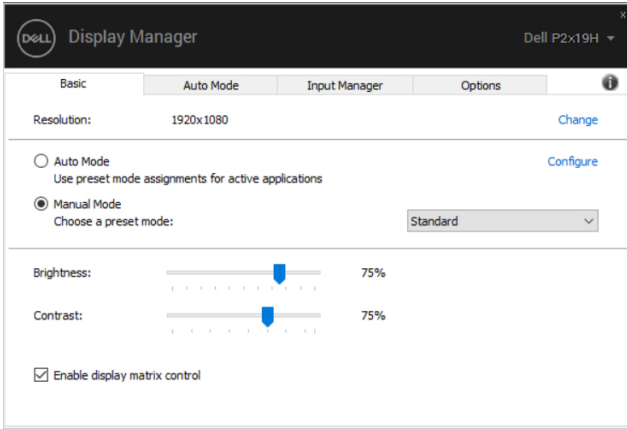 x
DELL Display Manager Dell P2x19H
Basic Auto Mode Input Manager Options
Resolution: 1920x1080 Change
Auto Mode Configure
Use preset mode assignments for active applications
Manual Mode
Choose a preset mode: Standard
Brightness: 75%
Contrast: 75%
Enable display matrix control